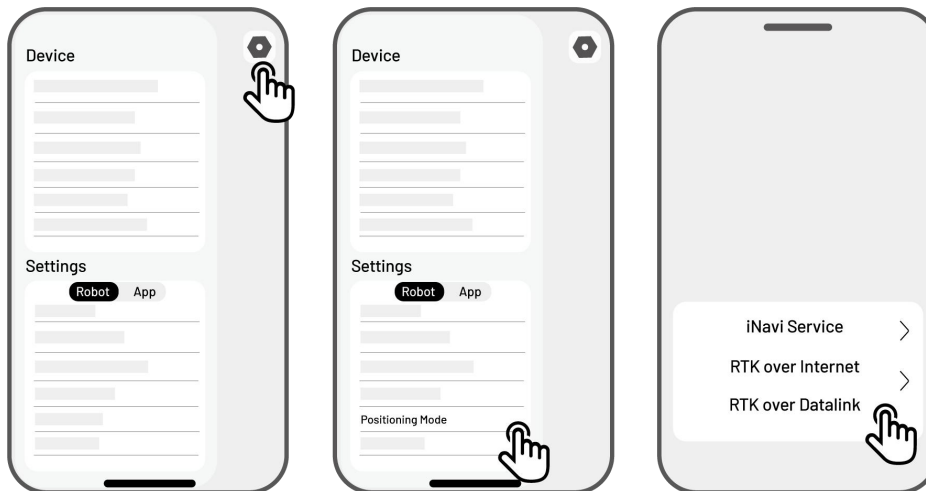 Device
Settings
Robot App
Device
Settings
Robot App
Positioning Mode
iNavi Service
RTK over Internet
RTK over Datalink